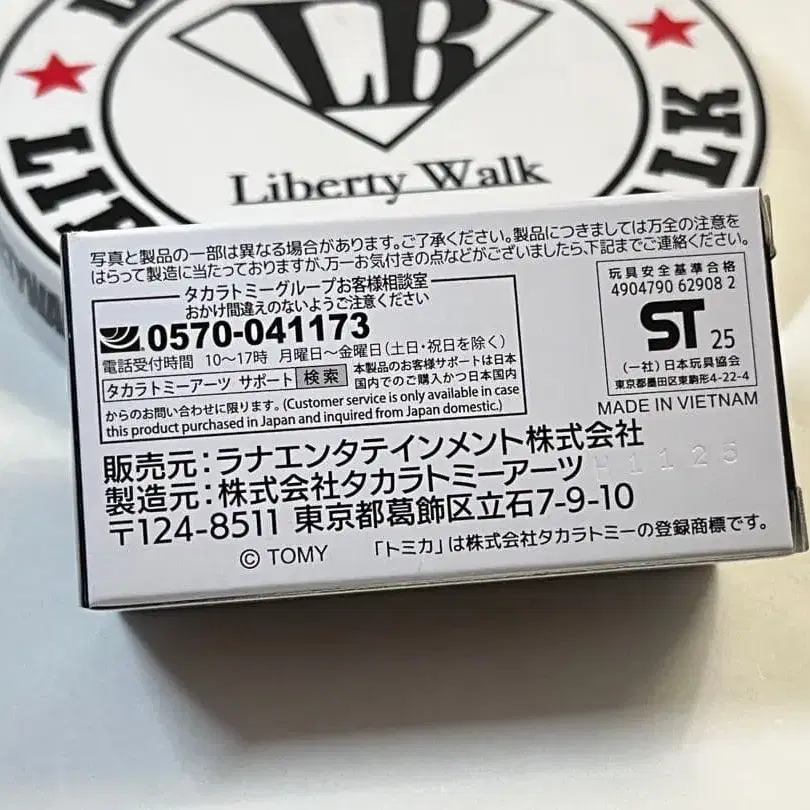 LB
Liberty Walk
写真と製品の一部は異なる場合があります。ご了承ください。製品につきましては万全の注意を
はらって製造に当たっておりますが、万一お気付きの点などがございましたら、下記までご連絡ください。
タカラトミーグループお客様相談室
おかけ間違えのないようご注意ください
0570-041173
電話受付時間 10～17時 月曜日～金曜日(土日・祝日を除く)
タカラトミーアーツ サポート 検索 本製品のお客様サポートは日本
国内でのご購入かつ日本国内
からのお問い合わせに限ります。(Customer service is only available in case
this product purchased in Japan and inquired from Japan domestic.)
玩具安全基準合格
4904790 62908 2
ST 25
(一社)日本玩具協会
東京都墨田区東駒形4-22-4
MADE IN VIETNAM
販売元:ラナエンタテインメント株式会社
製造元:株式会社タカラトミーアーツ
〒124-8511 東京都葛飾区立石7-9-10
© TOMY 「トミカ」は株式会社タカラトミーの登録商標です。